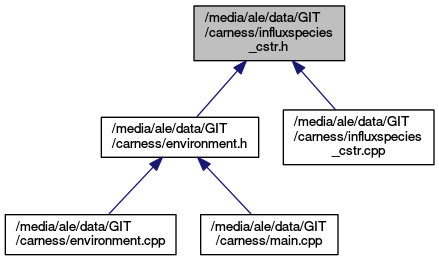 /media/ale/data/GIT
/carness/influxspecies
_cstr.h
/media/ale/data/GIT
/carness/environment.h
/media/ale/data/GIT
/carness/influxspecies
_cstr.cpp
/media/ale/data/GIT
/carness/environment.cpp
/media/ale/data/GIT
/carness/main.cpp